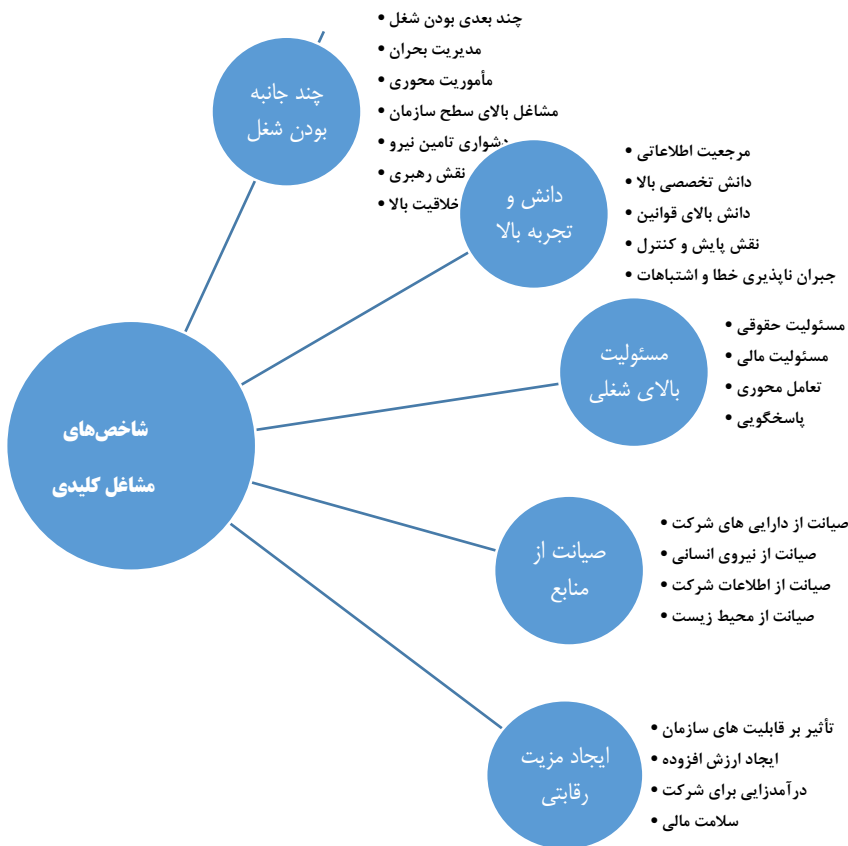 شاخص‌های
مشاغل کلیدی
چند جانبه
بودن شغل
• چند بعدی بودن شغل
• مدیریت بحران
• مأموریت محوری
• مشاغل بالای سطح سازمان
دشواری تامین نیرو
نقش رهبری
خلاقیت بالا
دانش و
تجربه بالا
• مرجعیت اطلاعاتی
• دانش تخصصی بالا
• دانش بالای قوانین
• نقش پایش و کنترل
• جبران ناپذیری خطا و اشتباهات
مسئولیت
بالای شغلی
• مسئولیت حقوقی
• مسئولیت مالی
• تعامل محوری
• پاسخگویی
صیانت از
منابع
• صیانت از دارایی های شرکت
• صیانت از نیروی انسانی
• صیانت از اطلاعات شرکت
• صیانت از محیط زیست
ایجاد مزیت
رقابتی
• تأثیر بر قابلیت های سازمان
• ایجاد ارزش افزوده
• درآمدزایی برای شرکت
• سلامت مالی